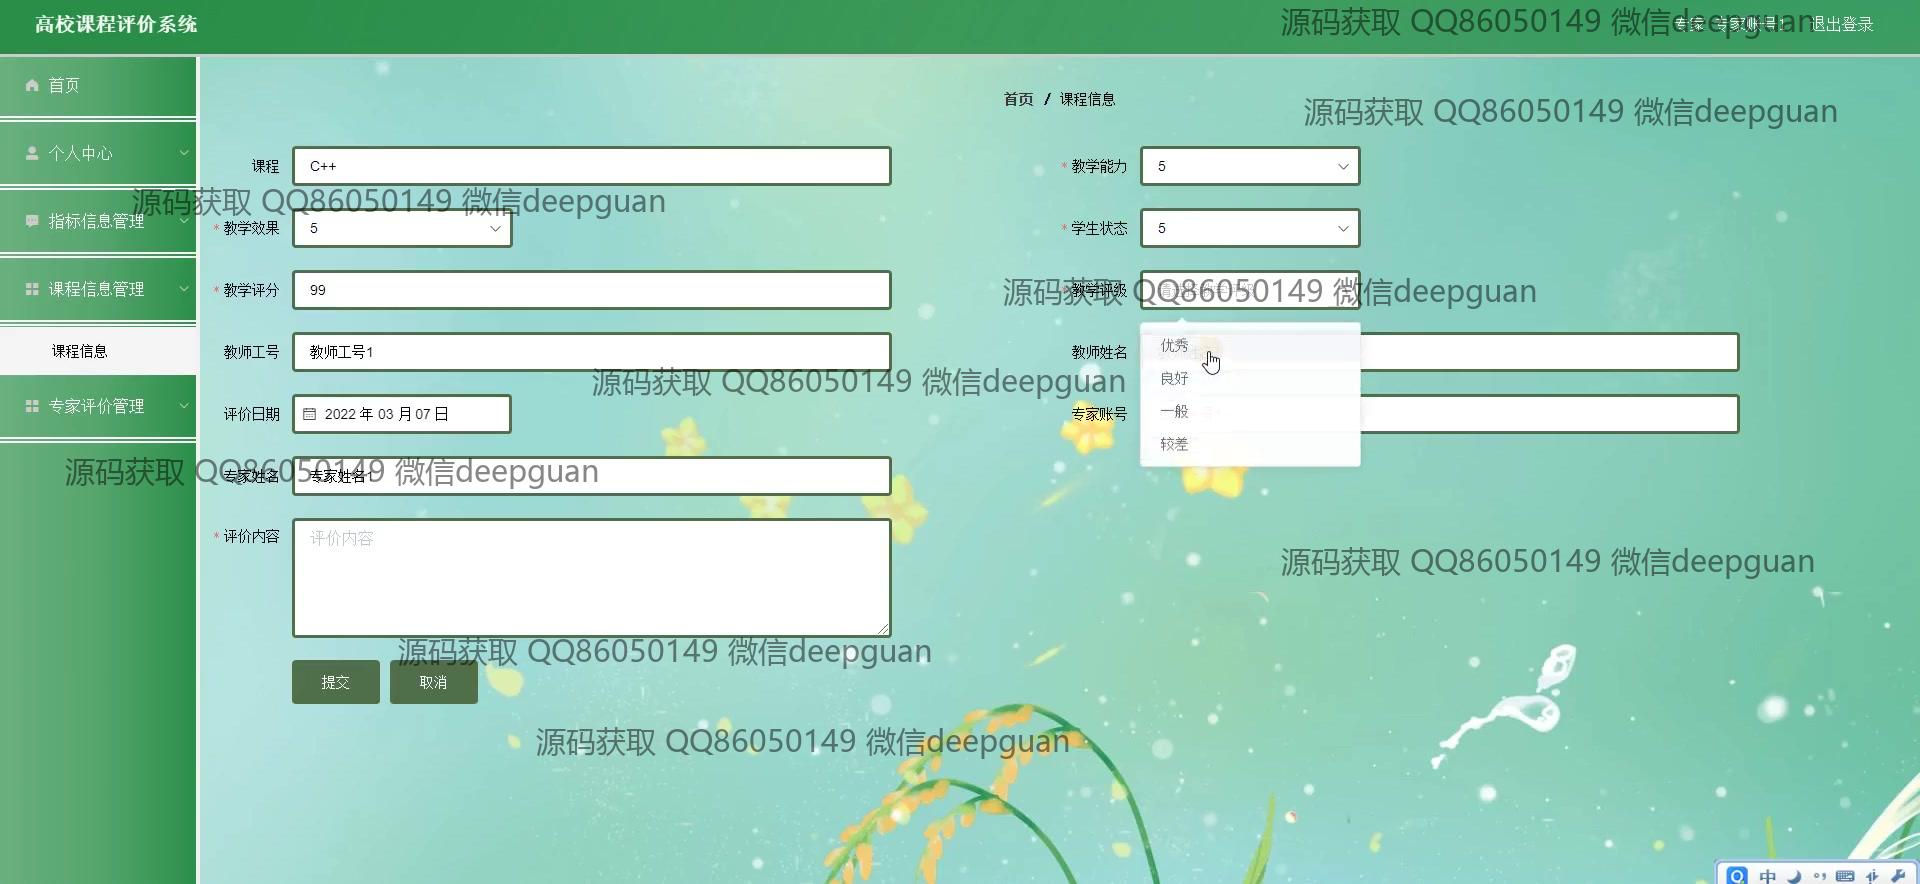 高校课程评价系统
源码获取 QQ86050149 微信deepguan
退出登录
首页
首页 / 课程信息
源码获取 QQ86050149 微信deepguan
个人中心
课程 C++
* 教学能力 5
源码获取 QQ86050149 微信deepguan
指标信息管理
* 教学效果 5
* 学生状态 5
课程信息管理
* 教学评分 99
教学评级
源码获取 QQ86050149 微信deepguan
课程信息
教师工号 教师工号1
教师姓名
优秀
良好
一般
较差
源码获取 QQ86050149 微信deepguan
专家评价管理
评价日期 2022 年 03 月 07 日
专家账号
源码获取 QQ86050149 微信deepguan
专家姓名 专家姓名1
* 评价内容 评价内容
源码获取 QQ86050149 微信deepguan
源码获取 QQ86050149 微信deepguan
提交 取消
源码获取 QQ86050149 微信deepguan
中